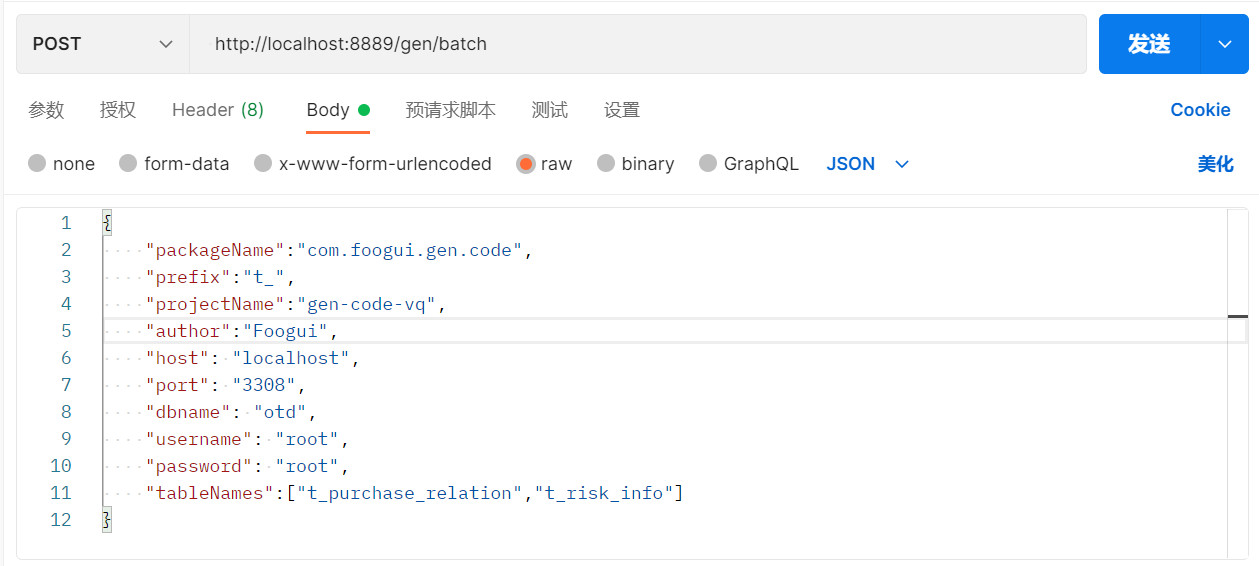 POST http://localhost:8889/gen/batch 发送
参数 授权 Header (8) Body 预请求脚本 测试 设置 Cookie
none form-data x-www-form-urlencoded raw binary GraphQL JSON 美化
1 {
2 "packageName":"com.foogui.gen.code",
3 "prefix":"t_",
4 "projectName":"gen-code-vq",
5 "author":"Foogui",
6 "host": "localhost",
7 "port": "3308",
8 "dbname": "otd",
9 "username": "root",
10 "password": "root",
11 "tableNames":["t_purchase_relation","t_risk_info"]
12 }